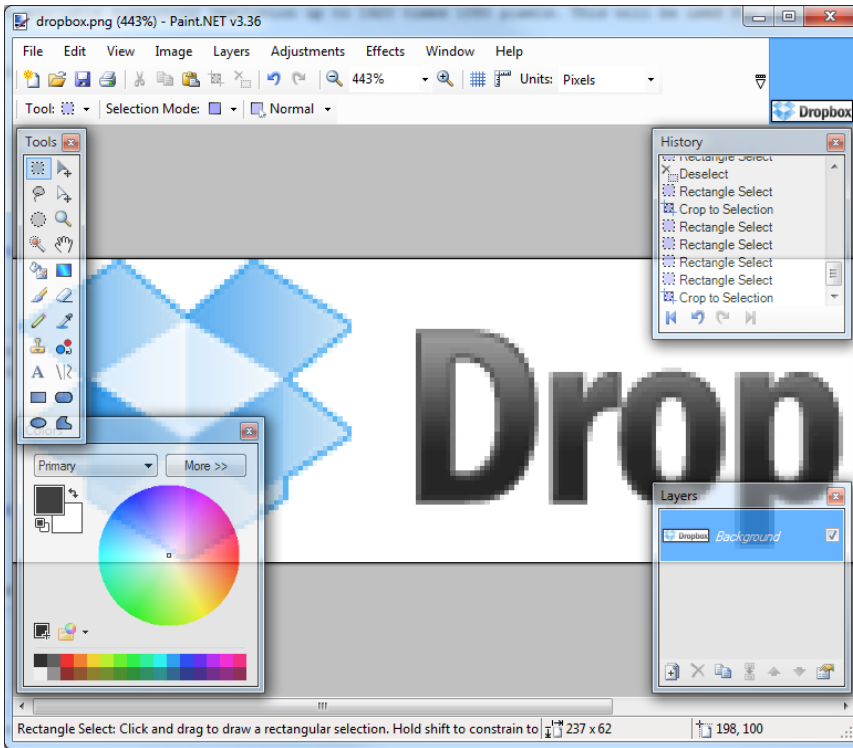 dropbox.png (443%) - Paint.NET v3.36
File Edit View Image Layers Adjustments Effects Window Help
443% Units: Pixels
Tool: Selection Mode: Normal
Dropbox
Tools
History
Rectangle Select
Deselect
Rectangle Select
Crop to Selection
Rectangle Select
Rectangle Select
Rectangle Select
Rectangle Select
Crop to Selection
Drop
Colors
Primary More >>
Layers
Dropbox Background
Rectangle Select: Click and drag to draw a rectangular selection. Hold shift to constrain to 237 x 62 198, 100